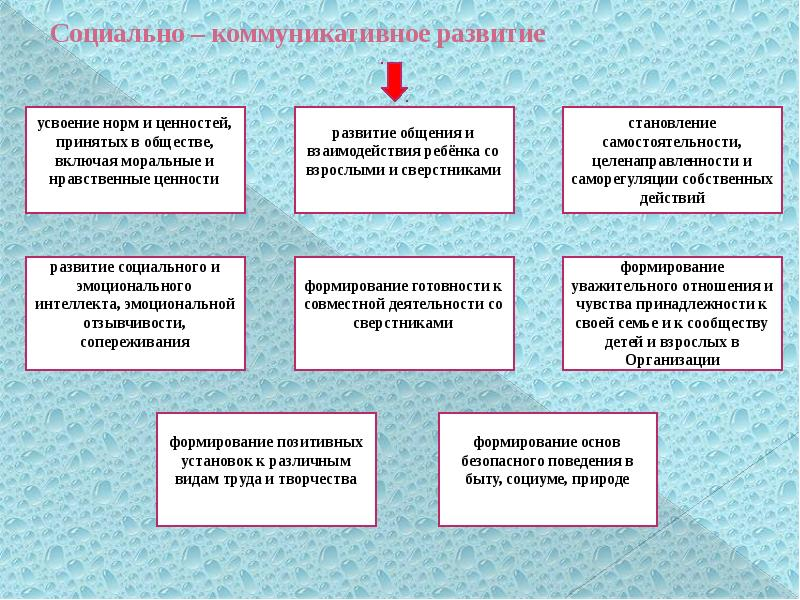 Социально – коммуникативное развитие
усвоение норм и ценностей,
принятых в обществе,
включая моральные и
нравственные ценности
развитие общения и
взаимодействия ребёнка со
взрослыми и сверстниками
становление
самостоятельности,
целенаправленности и
саморегуляции собственных
действий
развитие социального и
эмоционального
интеллекта, эмоциональной
отзывчивости,
сопереживания
формирование готовности к
совместной деятельности со
сверстниками
формирование
уважительного отношения и
чувства принадлежности к
своей семье и к сообществу
детей и взрослых в
Организации
формирование позитивных
установок к различным
видам труда и творчества
формирование основ
безопасного поведения в
быту, социуме, природе